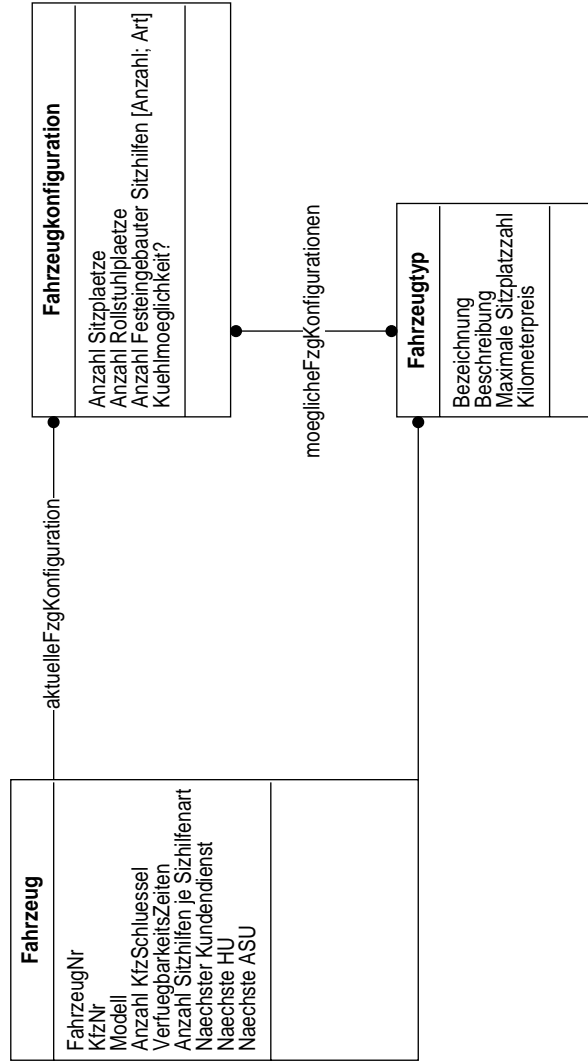 Fahrzeug
FahrzeugNr
KfzNr
Modell
Anzahl KfzSchluessel
VerfuegbarkeitsZeiten
Anzahl Sitzhilfen je Sizhilfenart
Naechster Kundendienst
Naechste HU
Naechste ASU
aktuelleFzgKonfiguration
Fahrzeugkonfiguration
Anzahl Sitzplaetze
Anzahl Rollstuhlplaetze
Anzahl Festeingebauter Sitzhilfen [Anzahl; Art]
Kuehlmoeglichkeit?
moeglicheFzgKonfigurationen
Fahrzeugtyp
Bezeichnung
Beschreibung
Maximale Sitzplatzzahl
Kilometerpreis